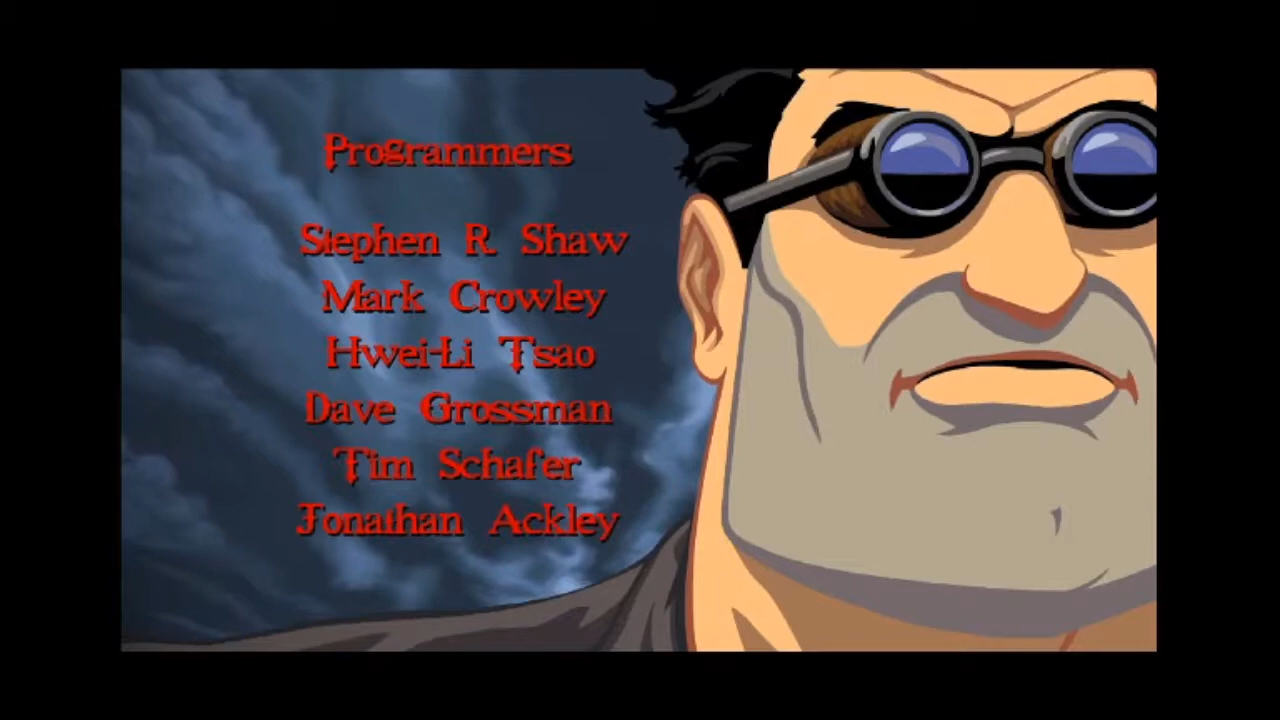 Programmers
Stephen R Shaw
Mark Crowley
Hwei-Li Tsao
Dave Grossman
Tim Schafer
Jonathan Ackley